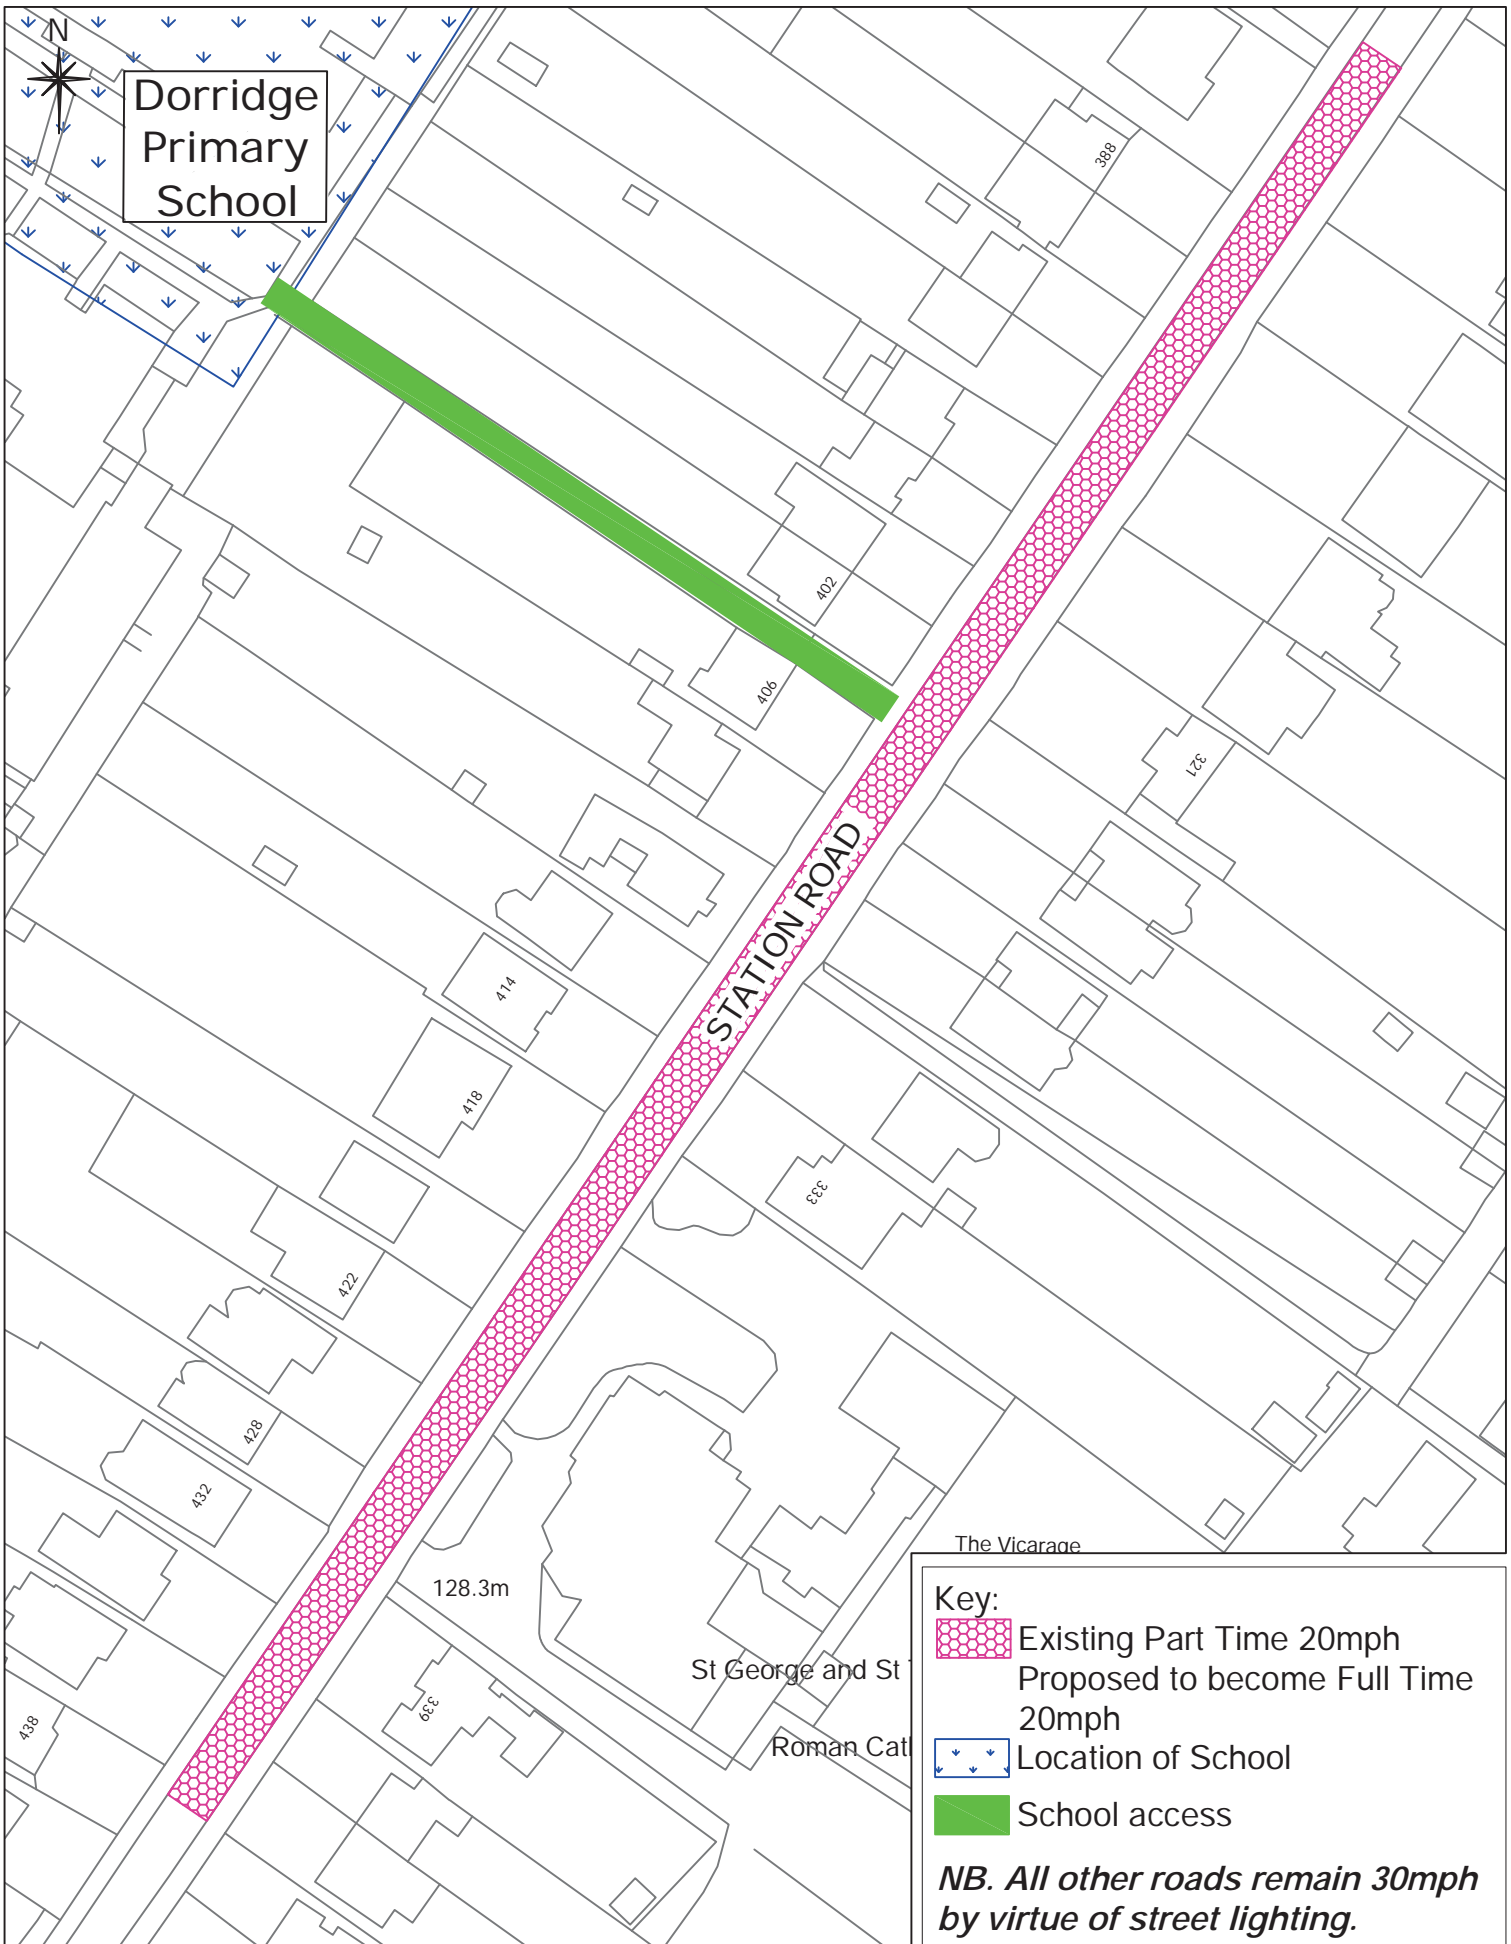 N
Dorridge
Primary
School
388
402
406
321
STATION ROAD
414
418
333
422
428
432
The Vicarage
128.3m
St George and St
339
438
Roman
Key:
Existing Part Time 20mph
Proposed to become Full Time
20mph
Location of School
School access
NB. All other roads remain 30mph
by virtue of street lighting.